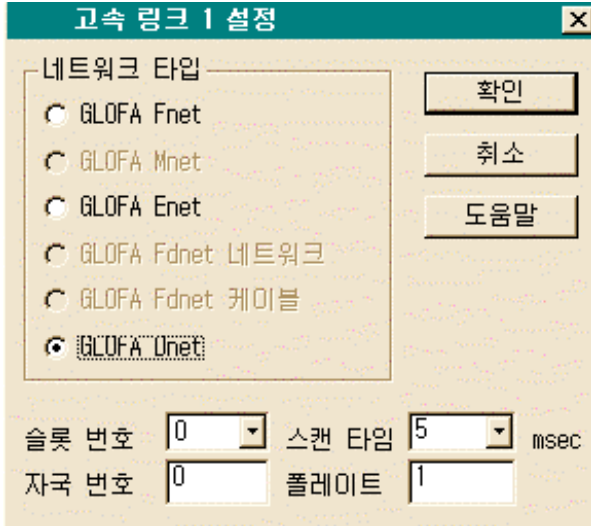 고속 링크 1 설정
네트워크 타입
GLOFA Fnet
GLOFA Mnet
GLOFA Enet
GLOFA Fdnet 네트워크
GLOFA Fdnet 케이블
GLOFA Dnet
확인
취소
도움말
슬롯 번호 0 스캔 타임 5 msec
자국 번호 0 폴레이트 1